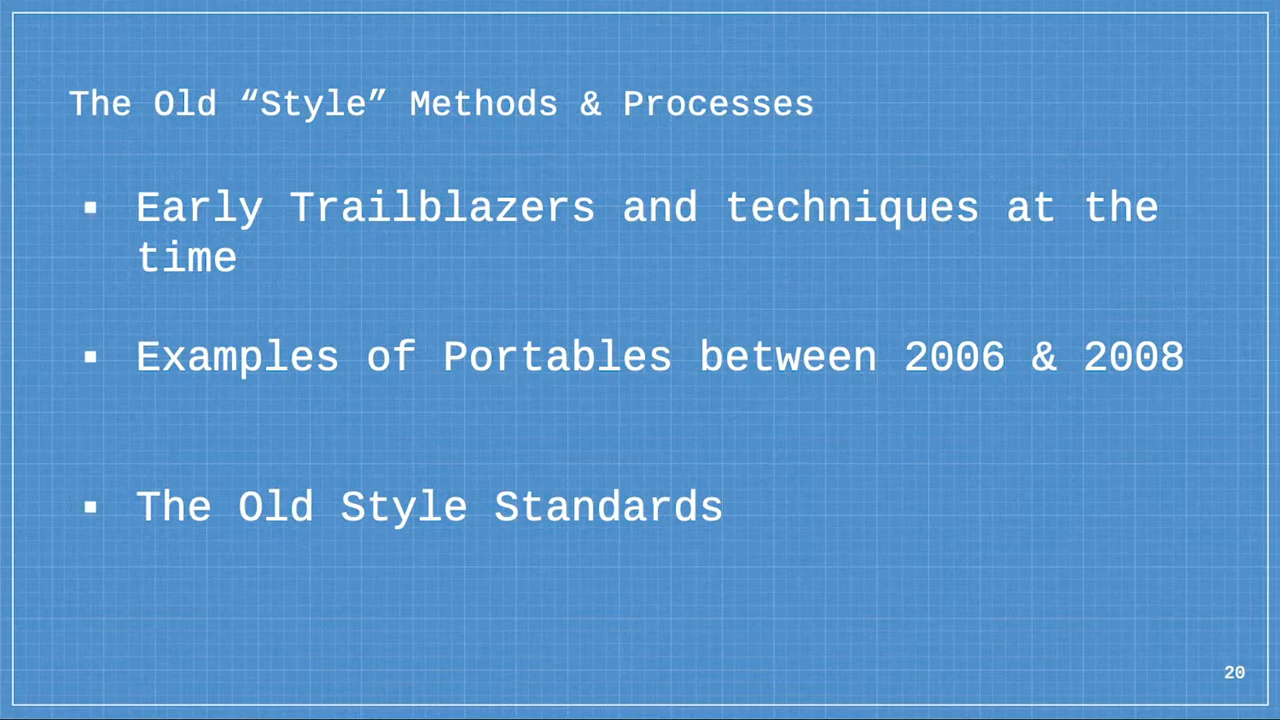 The Old “Style” Methods & Processes
▪ Early Trailblazers and techniques at the
time
▪ Examples of Portables between 2006 & 2008
▪ The Old Style Standards
20